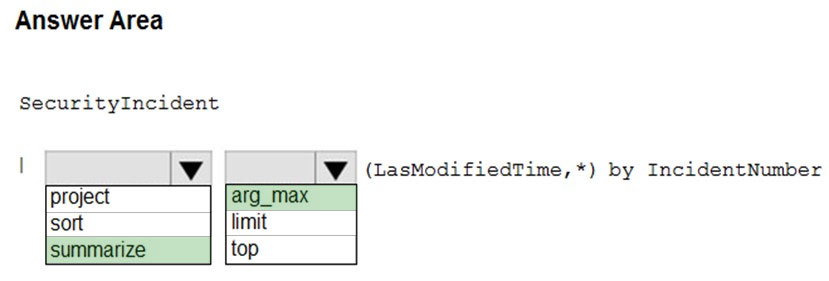 Answer Area
SecurityIncident
| (LasModifiedTime,*) by IncidentNumber
project arg_max
sort limit
summarize top